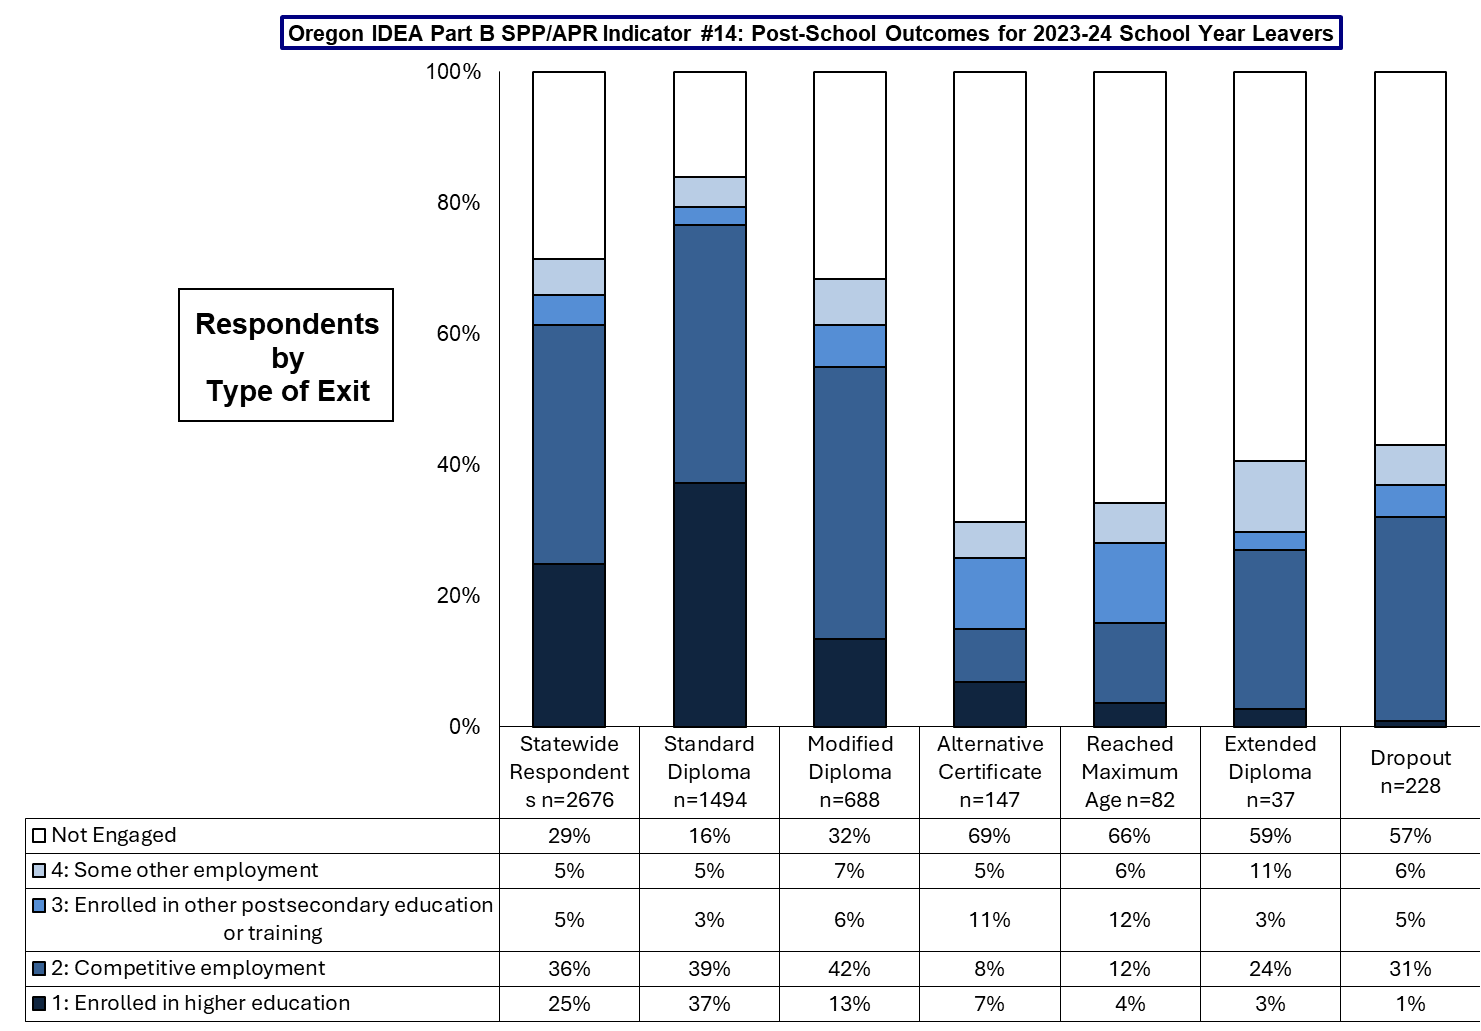 Oregon IDEA Part B SPP/APR Indicator #14: Post-School Outcomes for 2023-24 School Year Leavers
Respondents
by
Type of Exit
100%
80%
60%
40%
20%
0%
Statewide
Respondent
s n=2676
Standard
Diploma
n=1494
Modified
Diploma
n=688
Alternative
Certificate
n=147
Reached
Maximum
Age n=82
Extended
Diploma
n=37
Dropout
n=228
Not Engaged 29% 16% 32% 69% 66% 59% 57%
4: Some other employment 5% 5% 7% 5% 6% 11% 6%
3: Enrolled in other postsecondary education
or training 5% 3% 6% 11% 12% 3% 5%
2: Competitive employment 36% 39% 42% 8% 12% 24% 31%
1: Enrolled in higher education 25% 37% 13% 7% 4% 3% 1%